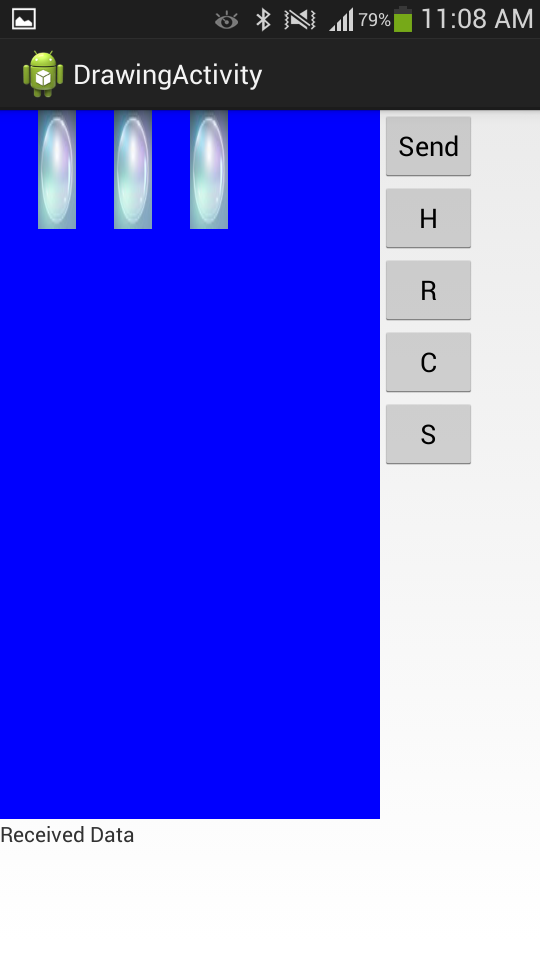 79% 11:08 AM
DrawingActivity
Send
H
R
C
S
Received Data